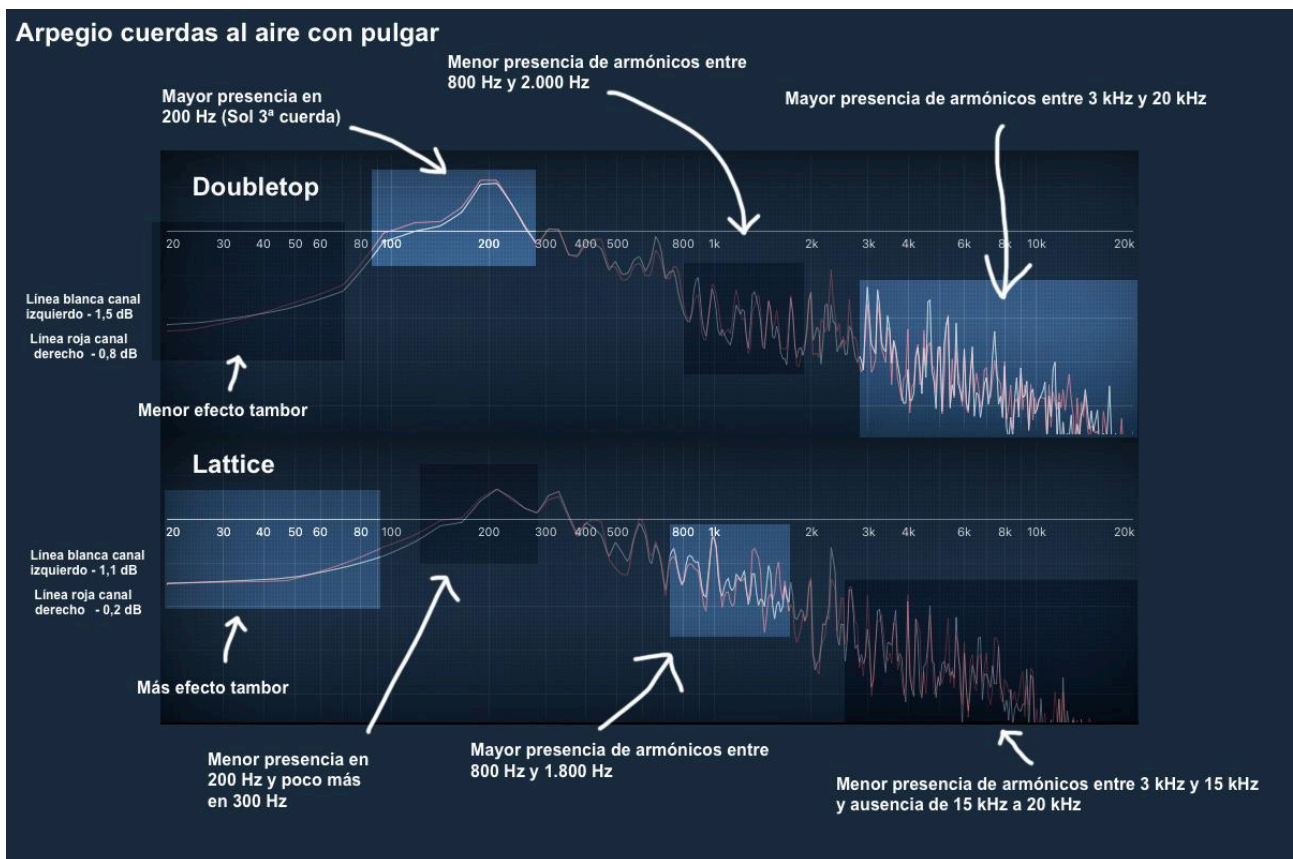 Arpegio cuerdas al aire con pulgar
Menor presencia de armónicos entre
800 Hz y 2.000 Hz
Mayor presencia en
200 Hz (Sol 3ª cuerda)
Mayor presencia de armónicos entre 3 kHz y 20 kHz
Doubletop
20 30 40 50 60 80 100 200 300 400 500 800 1k 2k 3k 4k 6k 8k 10k 20k
Línea blanca canal
izquierdo - 1,5 dB
Línea roja canal
derecho - 0,8 dB
Menor efecto tambor
Lattice
20 30 40 50 60 80 100 200 300 400 500 800 1k 2k 3k 4k 6k 8k 10k 20k
Línea blanca canal
izquierdo - 1,1 dB
Línea roja canal
derecho - 0,2 dB
Más efecto tambor
Menor presencia en
200 Hz y poco más
en 300 Hz
Mayor presencia de armónicos entre
800 Hz y 1.800 Hz
Menor presencia de armónicos entre 3 kHz y 15 kHz
y ausencia de 15 kHz a 20 kHz